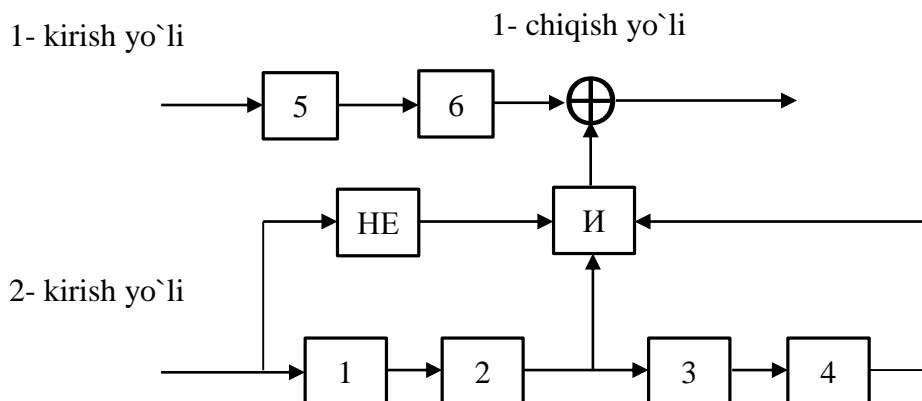 1- kirish yo`li
1- chiqish yo`li
5
6
НЕ
И
2- kirish yo`li
1
2
3
4